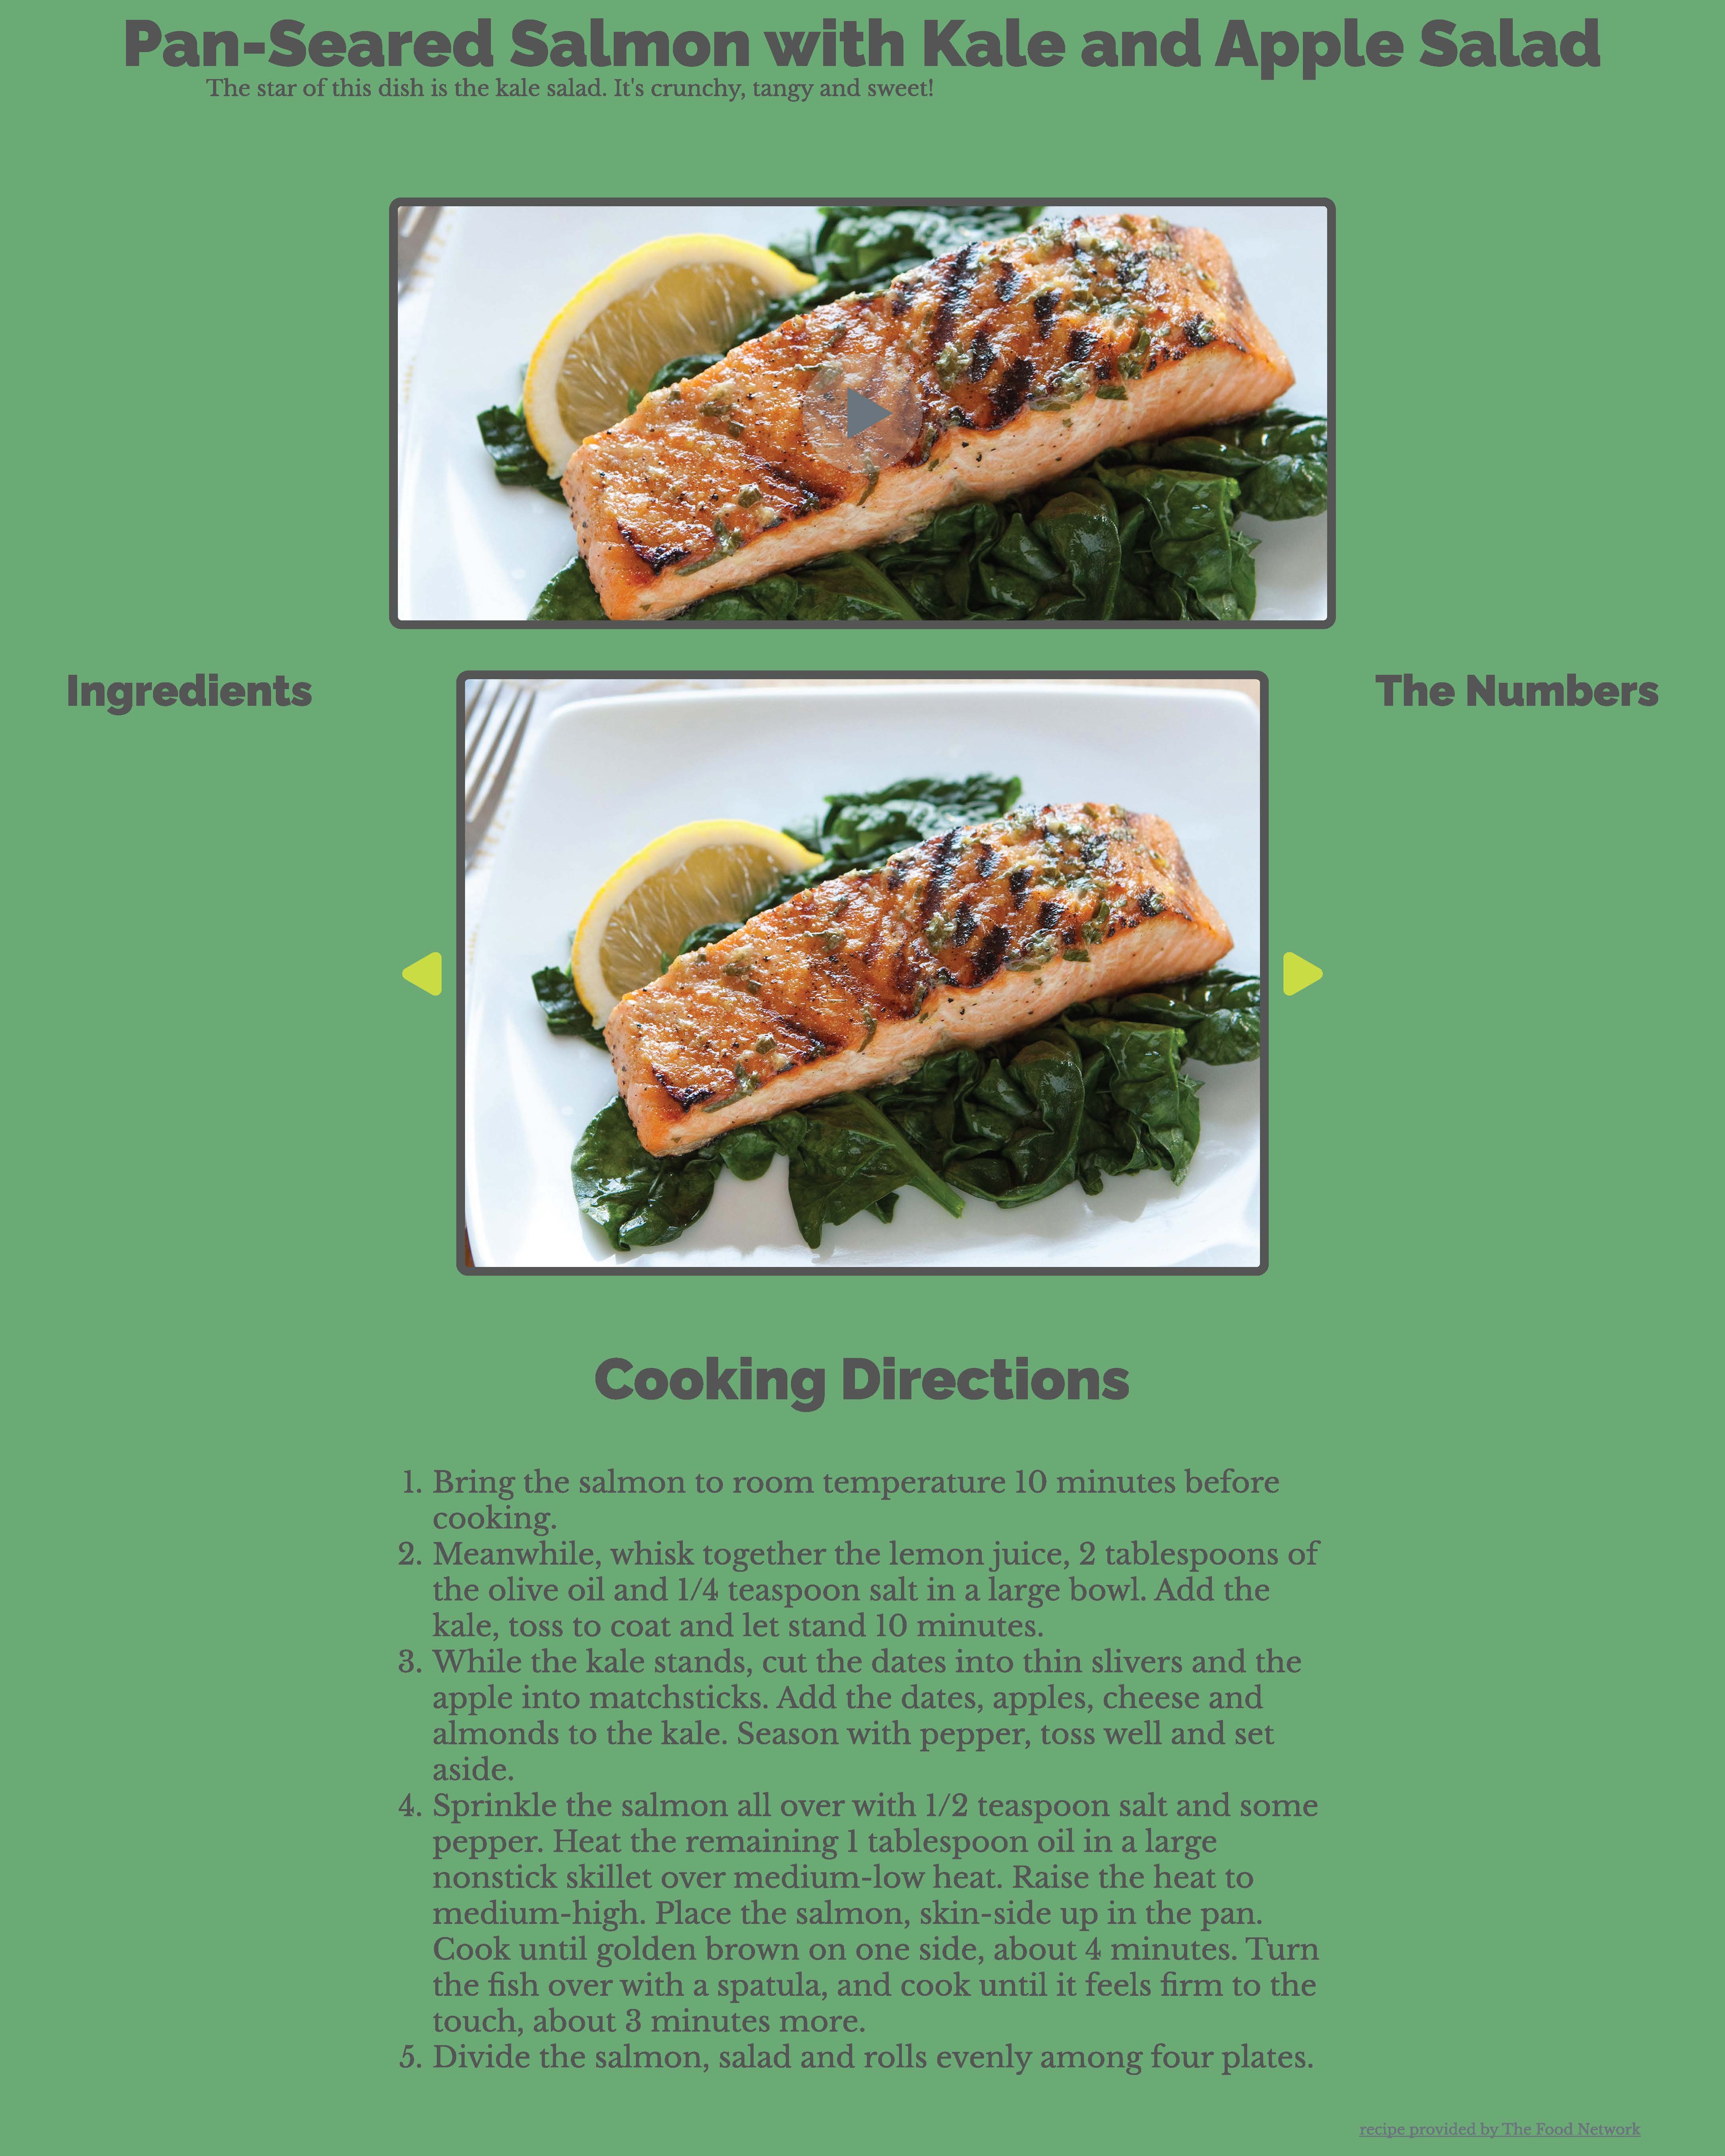 Pan-Seared Salmon with Kale and Apple Salad
The star of this dish is the kale salad. It's crunchy, tangy and sweet!
Ingredients
The Numbers
Cooking Directions
1. Bring the salmon to room temperature 10 minutes before
cooking.
2. Meanwhile, whisk together the lemon juice, 2 tablespoons of
the olive oil and 1/4 teaspoon salt in a large bowl. Add the
kale, toss to coat and let stand 10 minutes.
3. While the kale stands, cut the dates into thin slivers and the
apple into matchsticks. Add the dates, apples, cheese and
almonds to the kale. Season with pepper, toss well and set
aside.
4. Sprinkle the salmon all over with 1/2 teaspoon salt and some
pepper. Heat the remaining 1 tablespoon oil in a large
nonstick skillet over medium-low heat. Raise the heat to
medium-high. Place the salmon, skin-side up in the pan.
Cook until golden brown on one side, about 4 minutes. Turn
the fish over with a spatula, and cook until it feels firm to the
touch, about 3 minutes more.
5. Divide the salmon, salad and rolls evenly among four plates.
recipe provided by The Food Network